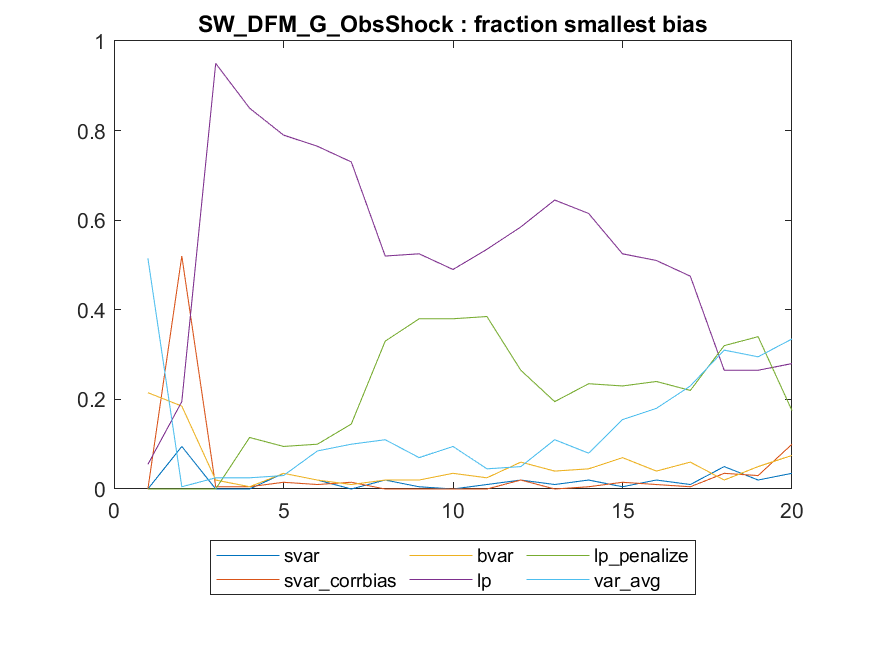 SW_DFM_G_ObsShock : fraction smallest bias
1
0.8
0.6
0.4
0.2
0
0 5 10 15 20
svar bvar lp_penalize
svar_corrbias lp var_avg